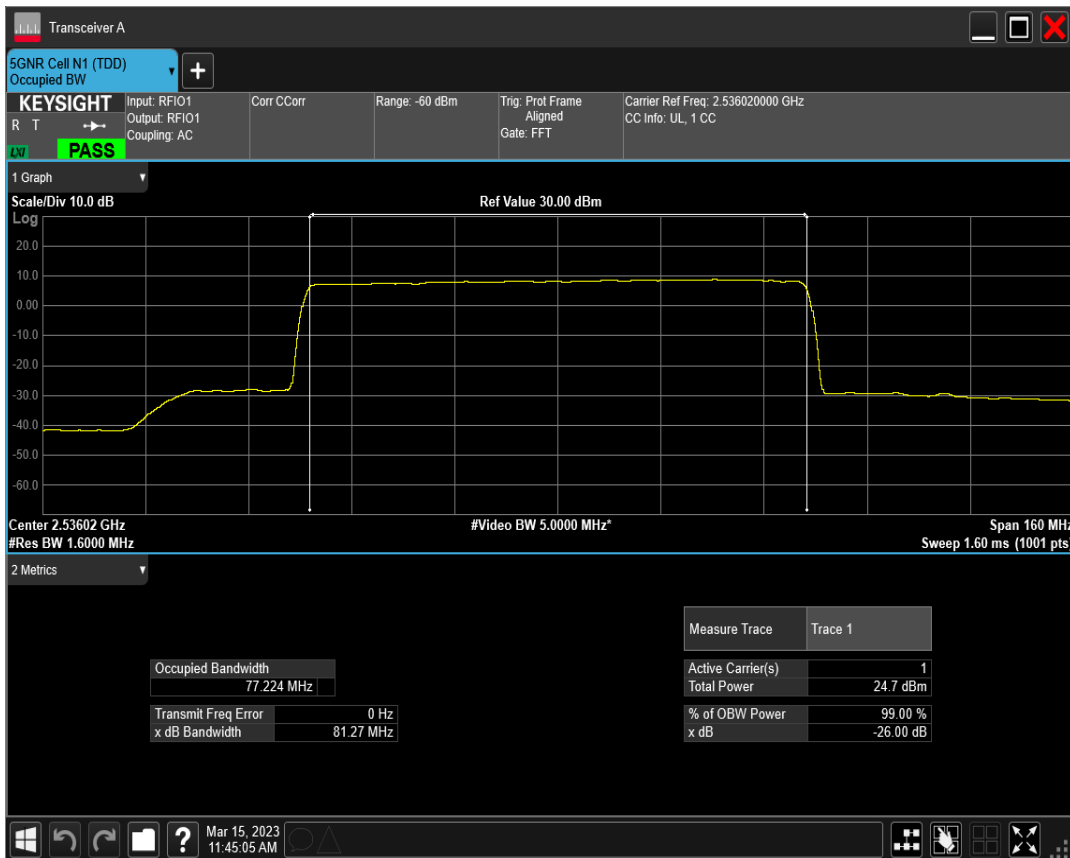 Transceiver A
5GNR Cell N1 (TDD)
Occupied BW
+
KEYSIGHT
R T
LXI
PASS
Input: RFIO1
Output: RFIO1
Coupling: AC
Corr CCorr
Range: -60 dBm
Trig: Prot Frame
Aligned
Gate: FFT
Carrier Ref Freq: 2.536020000 GHz
CC Info: UL, 1 CC
1 Graph
Scale/Div 10.0 dB
Ref Value 30.00 dBm
Log
20.0
10.0
0.00
-10.0
-20.0
-30.0
-40.0
-50.0
-60.0
Center 2.53602 GHz
#Video BW 5.0000 MHz*
Span 160 MHz
#Res BW 1.6000 MHz
Sweep 1.60 ms (1001 pts)
2 Metrics
Measure Trace Trace 1
Occupied Bandwidth
77.224 MHz
Transmit Freq Error 0 Hz
x dB Bandwidth 81.27 MHz
Active Carrier(s) 1
Total Power 24.7 dBm
% of OBW Power 99.00 %
x dB -26.00 dB
?
Mar 15, 2023
11:45:05 AM